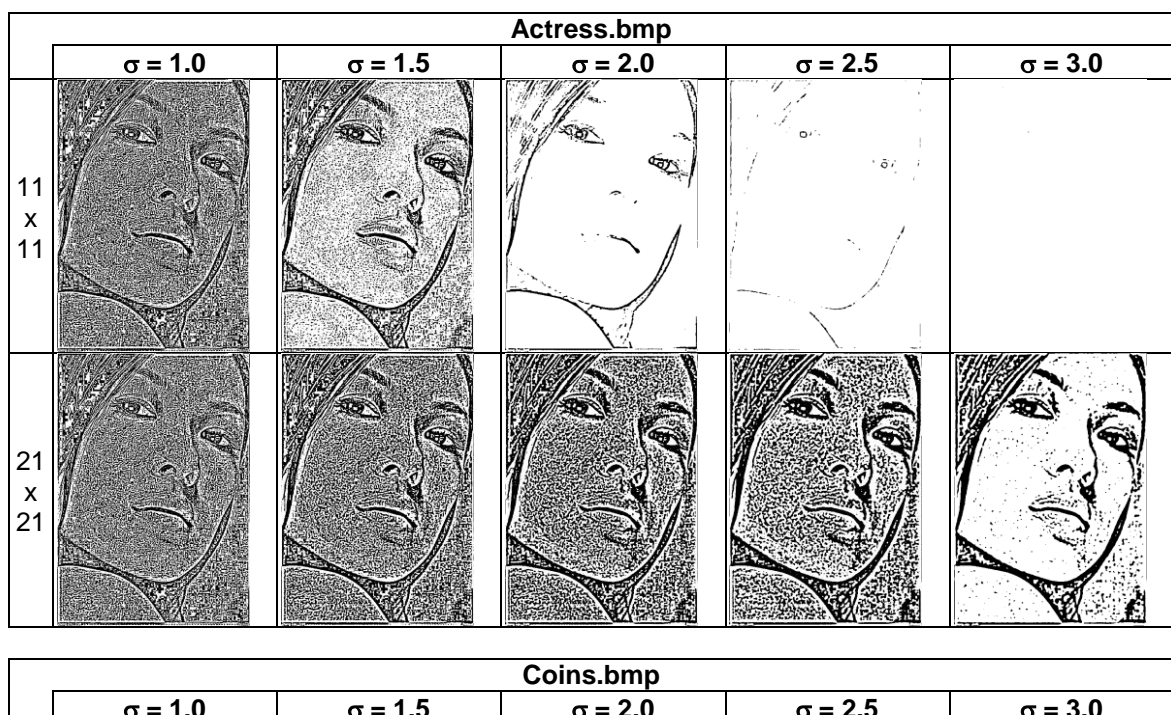 Actress.bmp
σ = 1.0 σ = 1.5 σ = 2.0 σ = 2.5 σ = 3.0
11
x
11
21
x
21
Coins.bmp
σ = 1.0 σ = 1.5 σ = 2.0 σ = 2.5 σ = 3.0